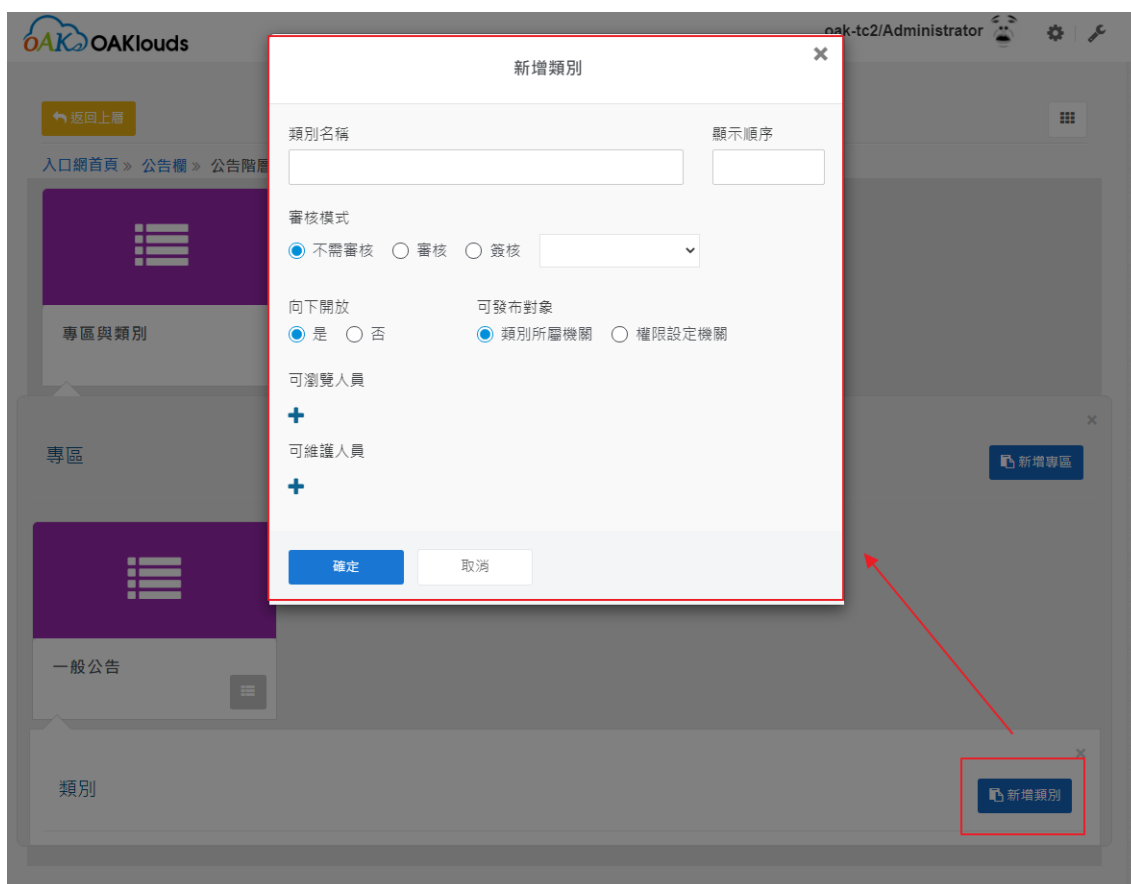 OAKlouds
oak-tc2/Administrator
新增類別
返回上層
入口網首頁 » 公告欄 » 公告階層
類別名稱
顯示順序
審核模式
不需審核 審核 簽核
向下開放
可發布對象
是 否
類別所屬機關 權限設定機關
可瀏覽人員
可維護人員
確定
取消
專區與類別
專區
新增專區
一般公告
類別
新增類別